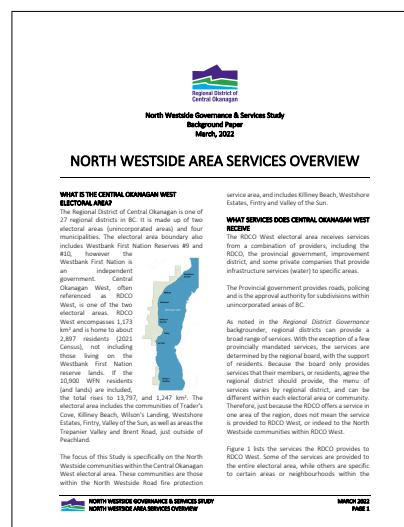 Regional District of
Central Okanagan
North Westside Governance & Services Study
Background Paper
March, 2022
NORTH WESTSIDE AREA SERVICES OVERVIEW
WHAT IS THE CENTRAL OKANAGAN WEST
ELECTORAL AREA?
The Regional District of Central Okanagan is one of
27 regional districts in BC. It is made up of two
electoral areas (unincorporated areas) and four
municipalities. The electoral area boundary also
includes Westbank First Nation Reserves #9 and
#10, however the
Westbank First Nation is
an independent
government. Central
Okanagan West, often
referenced as RDCO
West, is one of the two
electoral areas. RDCO
West encompasses 1,173
km² and is home to about
2,897 residents (2021
Census), not including
those living on the
Westbank First Nation
reserve lands. If the
10,900 WFN residents
(and lands) are included,
the total rises to 13,797, and 1,247 km². The
electoral area includes the communities of Trader's
Cove, Killiney Beach, Wilson's Landing, Westshore
Estates, Fintry, Valley of the Sun, as well as areas the
Trepanier Valley and Brent Road, just outside of
Peachland.
The focus of this Study is specifically on the North
Westside communities within the Central Okanagan
West electoral area. These communities are those
within the North Westside Road fire protection
service area, and includes Killiney Beach, Westshore
Estates, Fintry and Valley of the Sun.
WHAT SERVICES DOES CENTRAL OKANAGAN WEST
RECEIVE
The RDCO West electoral area receives services
from a combination of providers, including the
RDCO, the provincial government, improvement
district, and some private companies that provide
infrastructure services (water) to specific areas.
The Provincial government provides roads, policing
and is the approval authority for subdivisions within
unincorporated areas of BC.
As noted in the Regional District Governance
backgrounder, regional districts can provide a
broad range of services. With the exception of a few
provincially mandated services, the services are
determined by the regional board, with the support
of residents. Because the board only provides
services that their members, or residents, agree the
regional district should provide, the menu of
services varies by regional district, and can be
different within each electoral area or community.
Therefore, just because the RDCO offers a service in
one area of the region, does not mean the service
is provided to RDCO West, or indeed to the North
Westside communities within RDCO West.
Figure 1 lists the services the RDCO provides to
RDCO West. Some of the services are provided to
the entire electoral area, while others are specific
to certain areas or neighbourhoods within the
NORTH WESTSIDE GOVERNANCE & SERVICES STUDY
NORTH WESTSIDE AREA SERVICES OVERVIEW
MARCH 2022
PAGE 1